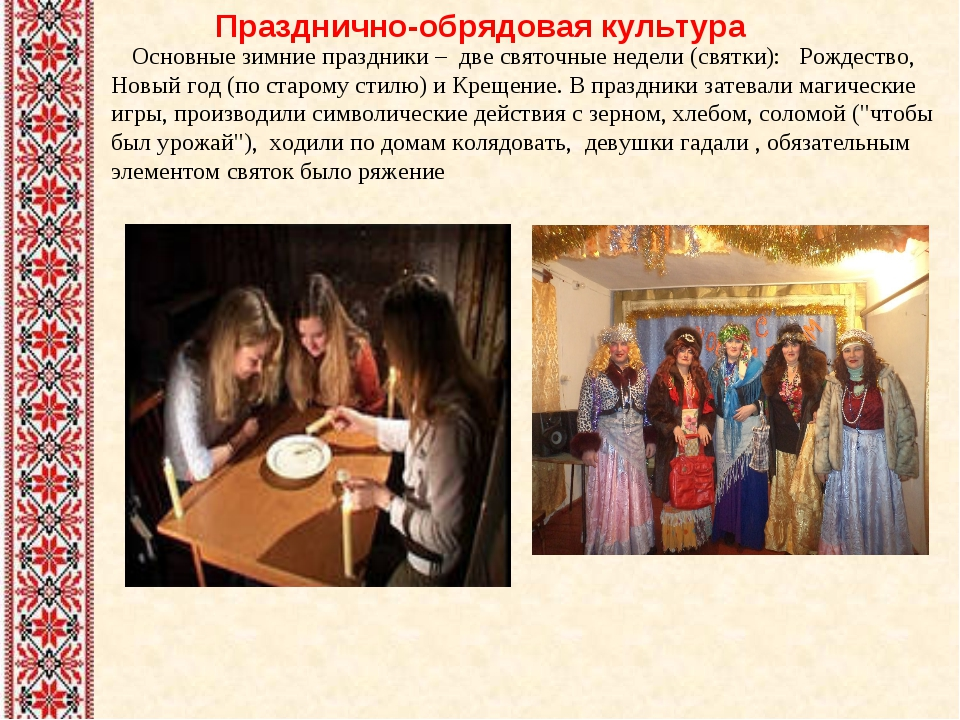 Празднично-обрядовая культура
Основные зимние праздники – две святочные недели (святки): Рождество,
Новый год (по старому стилю) и Крещение. В праздники затевали магические
игры, производили символические действия с зерном, хлебом, соломой ("чтобы
был урожай"), ходили по домам колядовать, девушки гадали , обязательным
элементом святок было ряжение